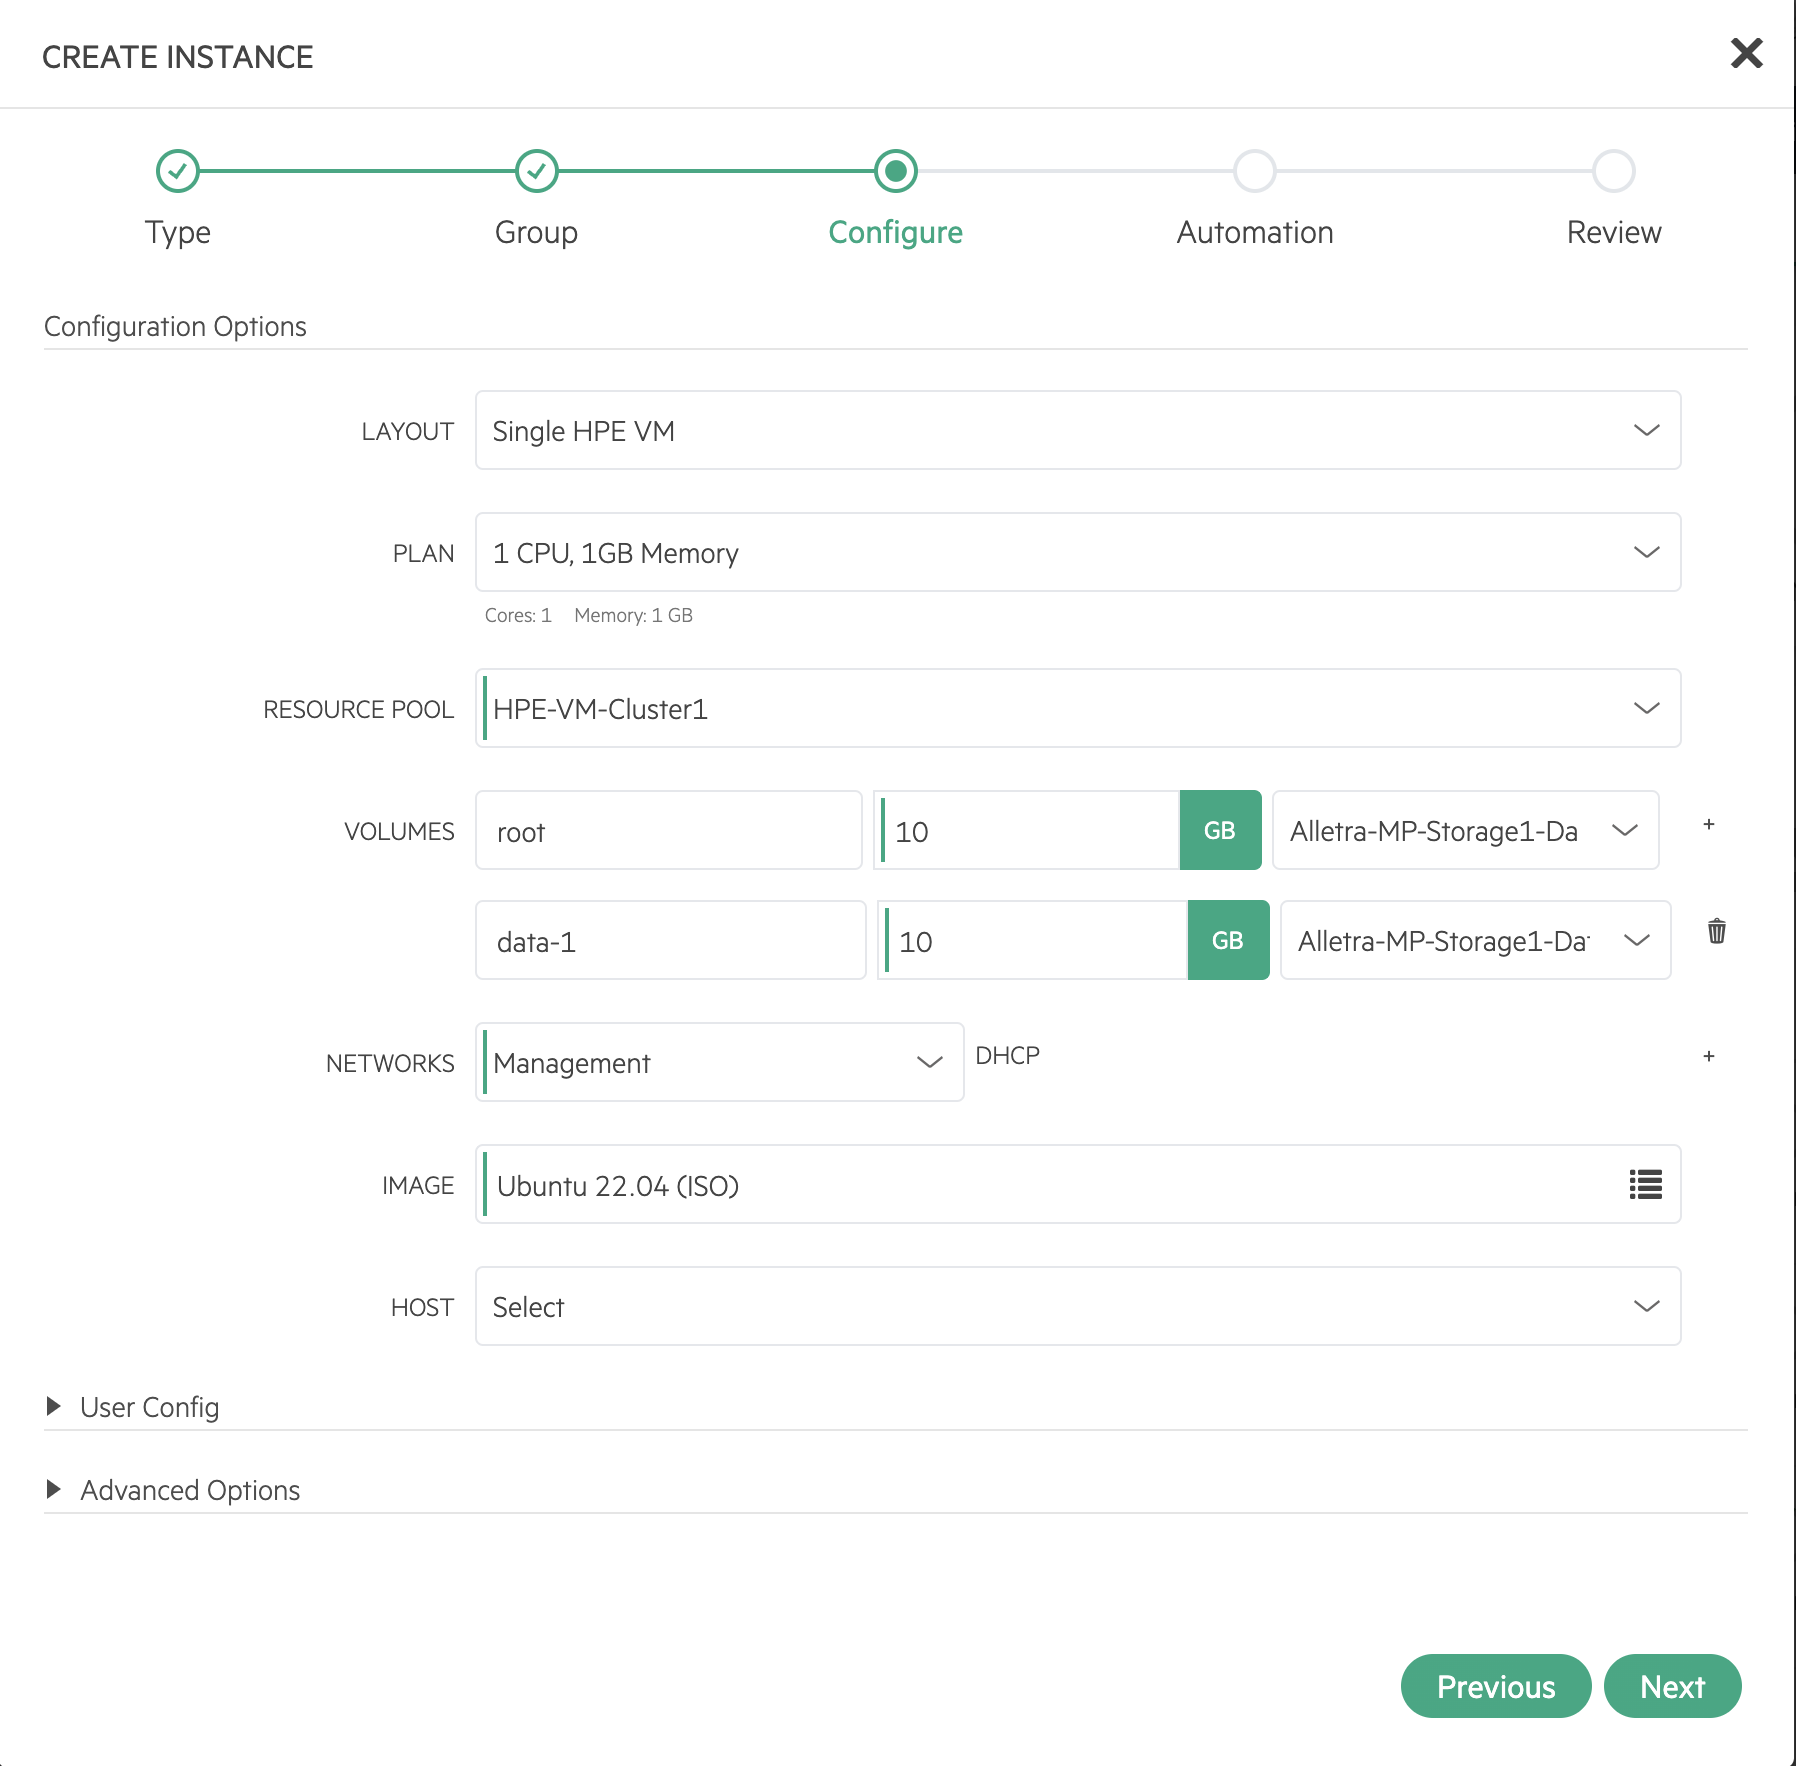 CREATE INSTANCE
Type
Group
Configure
Automation
Review
Configuration Options
LAYOUT
Single HPE VM
PLAN
1 CPU, 1GB Memory
Cores: 1 Memory: 1 GB
RESOURCE POOL
HPE-VM-Cluster1
VOLUMES
root
10
GB
Alletra-MP-Storage1-Da
+
data-1
10
GB
Alletra-MP-Storage1-Da
NETWORKS
Management
DHCP
+
IMAGE
Ubuntu 22.04 (ISO)
HOST
Select
User Config
Advanced Options
Previous
Next